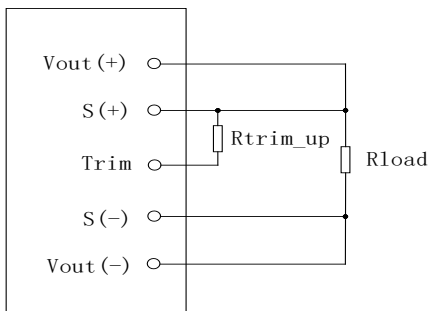 Vout(+)
S(+)
Rtrim_up
Trim
Rload
S(-)
Vout(-)